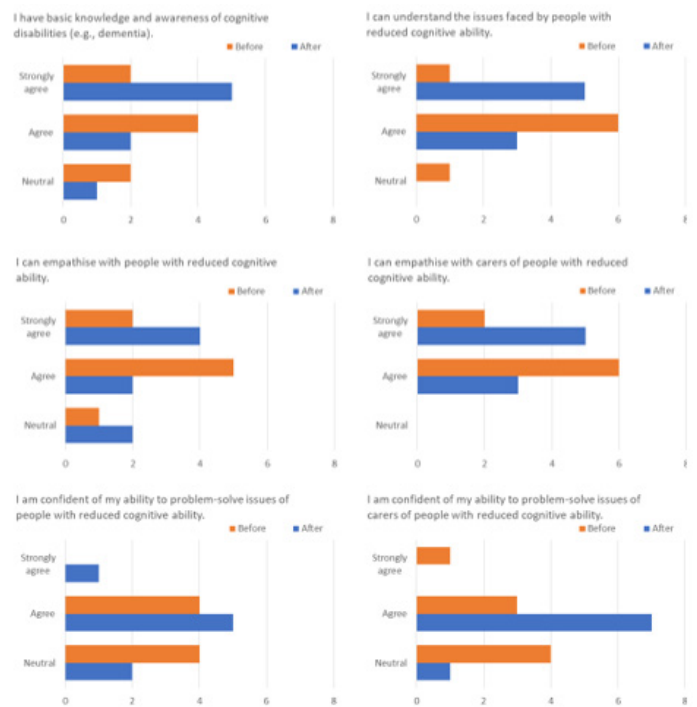 I have basic knowledge and awareness of cognitive
disabilities (e.g., dementia).
Before After
Strongly
agree
Agree
Neutral
0 2 4 6 8
I can understand the issues faced by people with
reduced cognitive ability.
Before After
Strongly
agree
Agree
Neutral
0 2 4 6 8
I can empathise with people with reduced cognitive
ability.
Before After
Strongly
agree
Agree
Neutral
0 2 4 6 8
I can empathise with carers of people with reduced
cognitive ability.
Before After
Strongly
agree
Agree
Neutral
0 2 4 6 8
I am confident of my ability to problem-solve issues of
people with reduced cognitive ability.
Before After
Strongly
agree
Agree
Neutral
0 2 4 6 8
I am confident of my ability to problem-solve issues of
carers of people with reduced cognitive ability.
Before After
Strongly
agree
Agree
Neutral
0 2 4 6 8